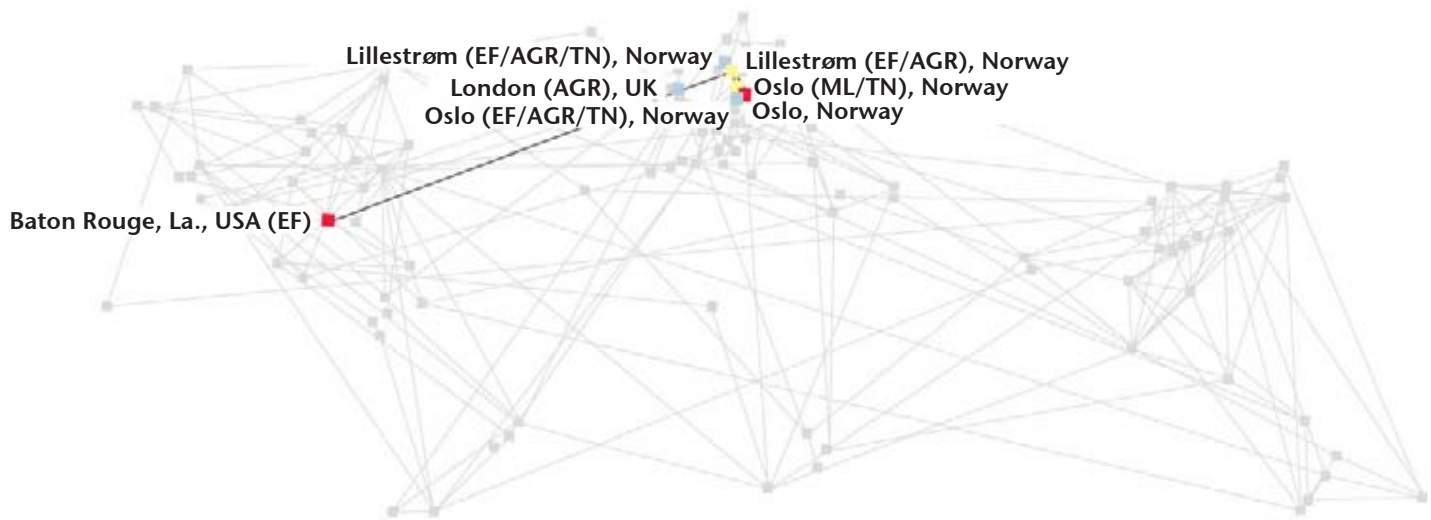 Lillestrøm (EF/AGR/TN), Norway
Lillestrøm (EF/AGR), Norway
London (AGR), UK
Oslo (ML/TN), Norway
Oslo (EF/AGR/TN), Norway
Oslo, Norway
Baton Rouge, La., USA (EF)